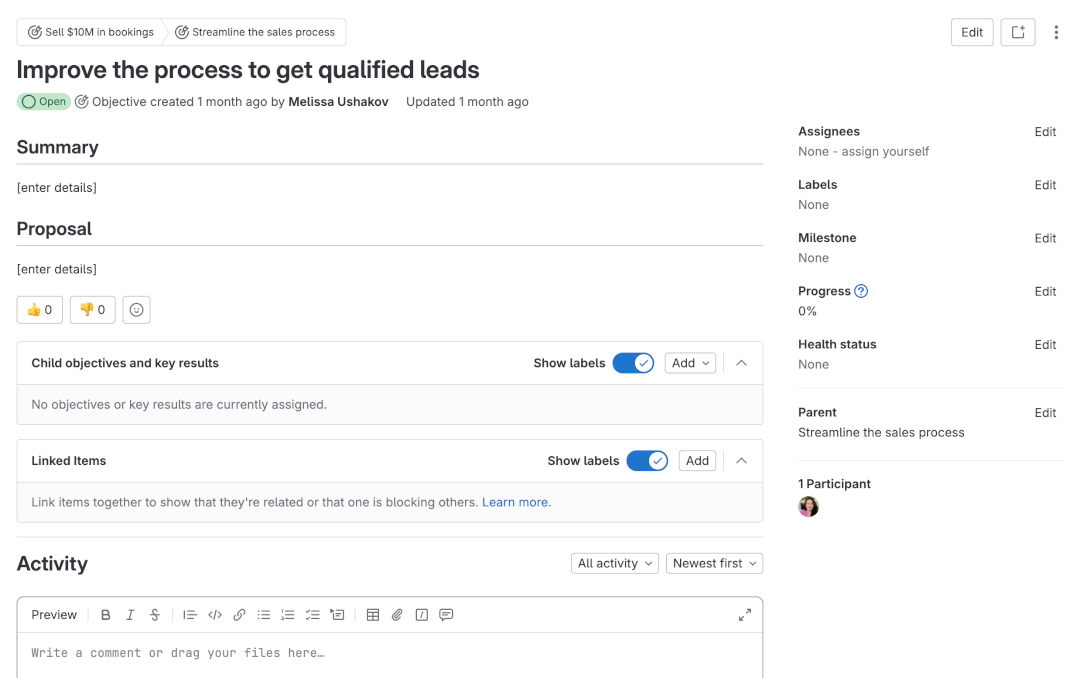 Sell $10M in bookings Streamline the sales process
Edit
Improve the process to get qualified leads
Open Objective created 1 month ago by Melissa Ushakov Updated 1 month ago
Summary
[enter details]
Proposal
[enter details]
👍 0 👎 0
Child objectives and key results Show labels Add
No objectives or key results are currently assigned.
Linked Items Show labels Add
Link items together to show that they're related or that one is blocking others. Learn more.
Activity All activity Newest first
Preview B I S
Write a comment or drag your files here…
Assignees Edit
None - assign yourself
Labels Edit
None
Milestone Edit
None
Progress ? Edit
0%
Health status Edit
None
Parent Edit
Streamline the sales process
1 Participant